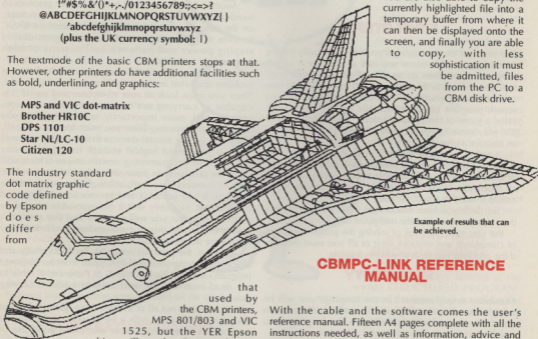 !"#$%&'()*+,-./0123456789:;<=>?
@ABCDEFGHIJKLMNOPQRSTUVWXYZ[ ]
'abcdefghijklmnopqrstuvwxyz
(plus the UK currency symbol: )
The textmode of the basic CBM printers stops at that.
However, other printers do have additional facilities such
as bold, underlining, and graphics:
MPS and VIC dot-matrix
Brother HR10C
DPS 1101
Star NL/LC-10
Citizen 120
The industry standard
dot matrix graphic
code defined
by Epson
does
differ
from
that
used by
the CBM printers,
MPS 801/803 and VIC
1525, but the YER Epson
currently highlighted file into a
temporary buffer from where it
can then be displayed onto the
screen, and finally you are able
to copy, with less
sophistication it must
be admitted, files
from the PC to a
CBM disk drive.
Example of results that can
be achieved.
CBMPC-LINK REFERENCE
MANUAL
With the cable and the software comes the user's
reference manual. Fifteen A4 pages complete with all the
instructions needed, as well as information, advice and